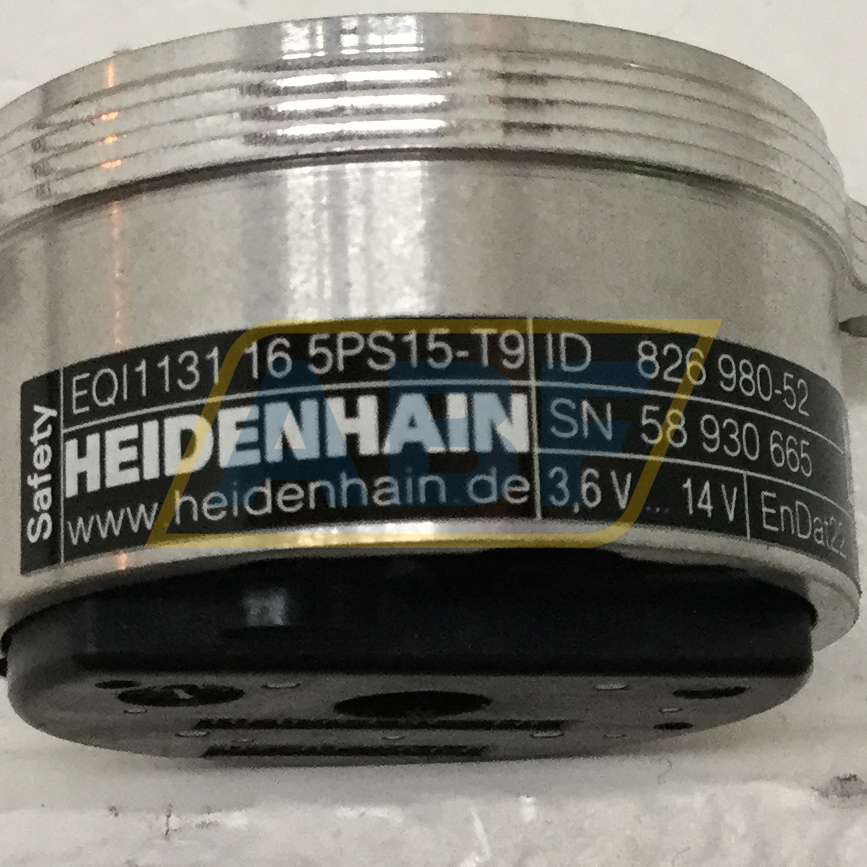 Safety
EQI1131 16 5PS15-T9
HEIDENHAIN
www.heidenhain.de
ID 826 980-52
SN 58 930 665
3,6 V ... 14 V
EnDat22
ABF